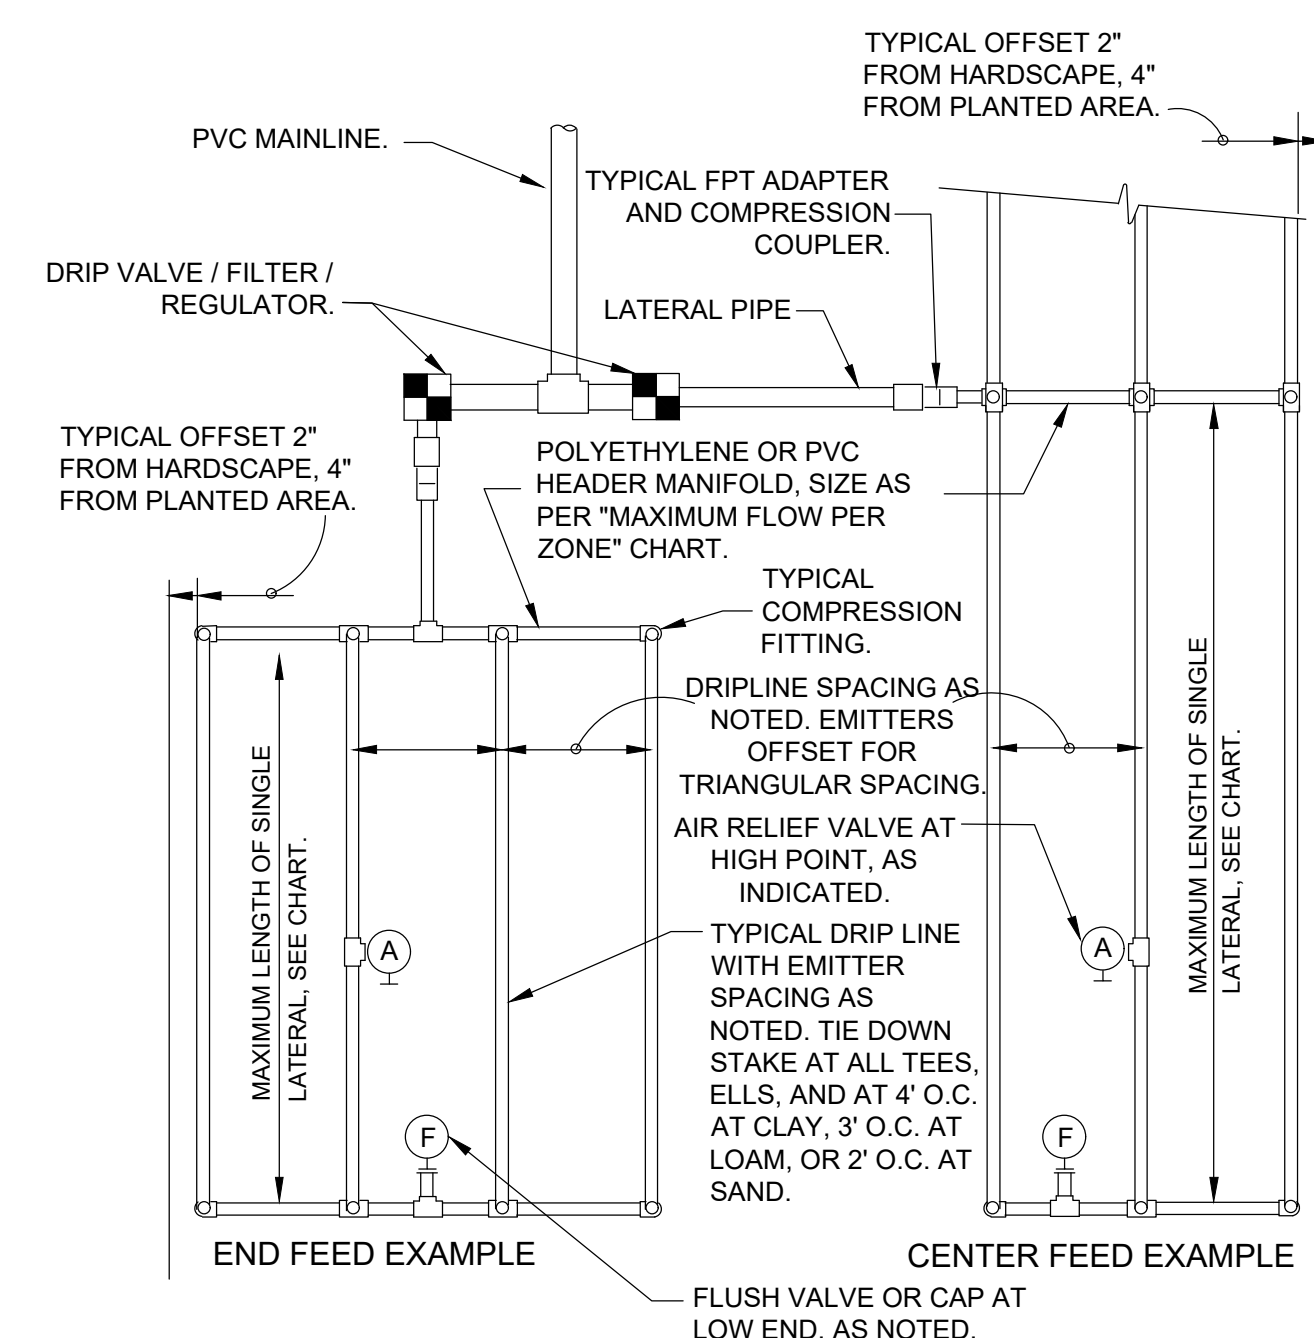 TYPICAL OFFSET 2"
FROM HARDSCAPE, 4"
FROM PLANTED AREA.
PVC MAINLINE.
TYPICAL FPT ADAPTER
AND COMPRESSION
COUPLER.
DRIP VALVE / FILTER /
REGULATOR.
LATERAL PIPE
TYPICAL OFFSET 2"
FROM HARDSCAPE, 4"
FROM PLANTED AREA.
POLYETHYLENE OR PVC
HEADER MANIFOLD, SIZE AS
PER "MAXIMUM FLOW PER
ZONE" CHART.
TYPICAL
COMPRESSION
FITTING.
DRIPLINE SPACING AS
NOTED. EMITTERS
OFFSET FOR
TRIANGULAR SPACING.
MAXIMUM LENGTH OF SINGLE
LATERAL, SEE CHART.
MAXIMUM LENGTH OF SINGLE
LATERAL, SEE CHART.
AIR RELIEF VALVE AT
HIGH POINT, AS
INDICATED.
A
A
TYPICAL DRIP LINE
WITH EMITTER
SPACING AS
NOTED. TIE DOWN
STAKE AT ALL TEES,
ELLS, AND AT 4' O.C.
AT CLAY, 3' O.C. AT
LOAM, OR 2' O.C. AT
SAND.
F
F
END FEED EXAMPLE
CENTER FEED EXAMPLE
FLUSH VALVE OR CAP AT
LOW END, AS NOTED.